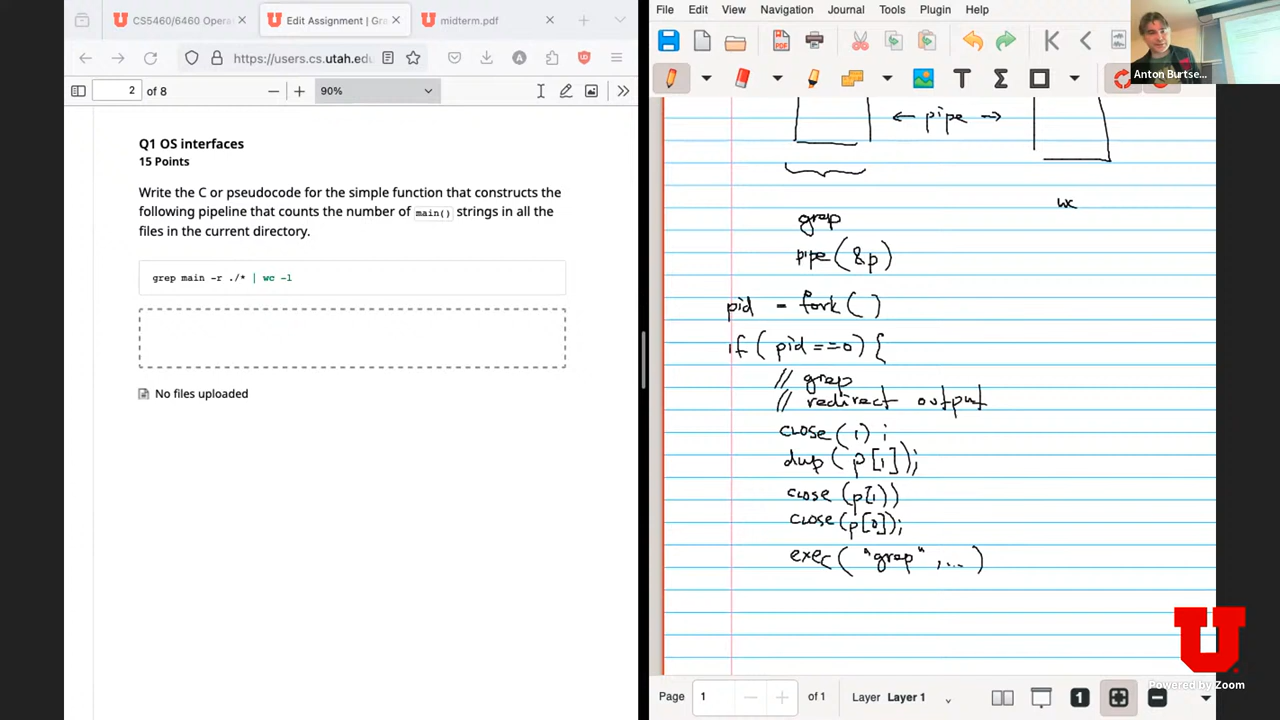 CS5460/6460 Opera
Edit Assignment | Gra
midterm.pdf
https://users.cs.utah.edu
2 of 8
90%
Q1 OS interfaces
15 Points
Write the C or pseudocode for the simple function that constructs the
following pipeline that counts the number of main() strings in all the
files in the current directory.
grep main -r ./* | wc -l
No files uploaded
File Edit View Navigation Journal Tools Plugin Help
Anton Burtse...
← pipe →
wc
grep
pipe (&p)
pid = fork ( )
if ( pid ==0) {
// grep
// redirect output
close (1) ;
dup ( p[1]);
close (p[1])
close (p[0]);
exec ( "grep" , ... )
Page 1 of 1 Layer Layer 1
1
U
Powered by Zoom